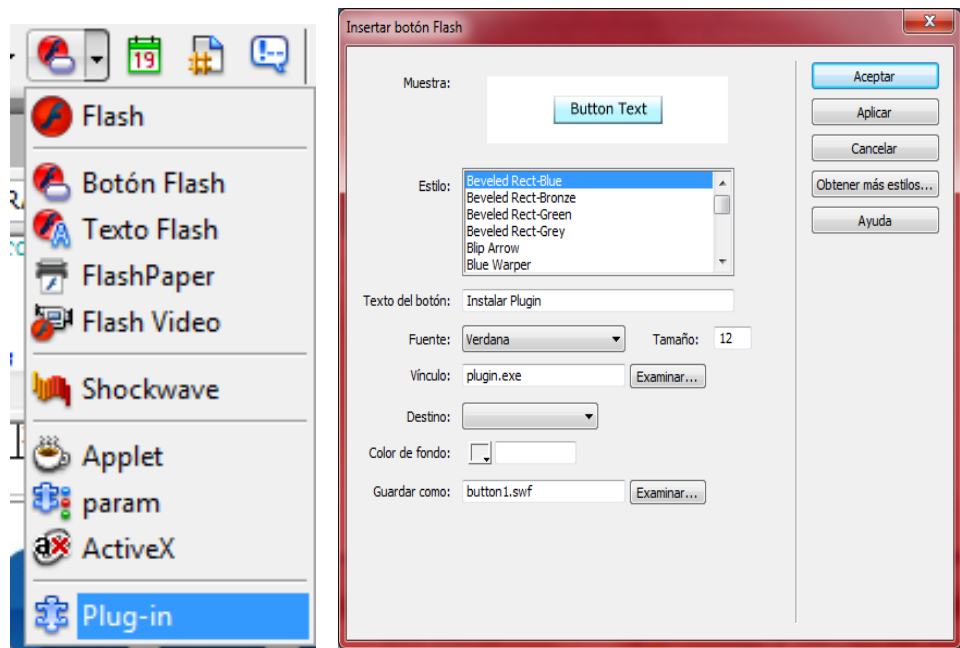 19
Flash
Botón Flash
Texto Flash
FlashPaper
Flash Video
Shockwave
Applet
param
ActiveX
Plug-in
Insertar botón Flash
Muestra:
Button Text
Estilo:
Beveled Rect-Blue
Beveled Rect-Bronze
Beveled Rect-Green
Beveled Rect-Grey
Blip Arrow
Blue Warper
Texto del botón: Instalar Plugin
Fuente: Verdana Tamaño: 12
Vínculo: plugin.exe Examinar...
Destino:
Color de fondo:
Guardar como: button1.swf Examinar...
Aceptar
Aplicar
Cancelar
Obtener más estilos...
Ayuda